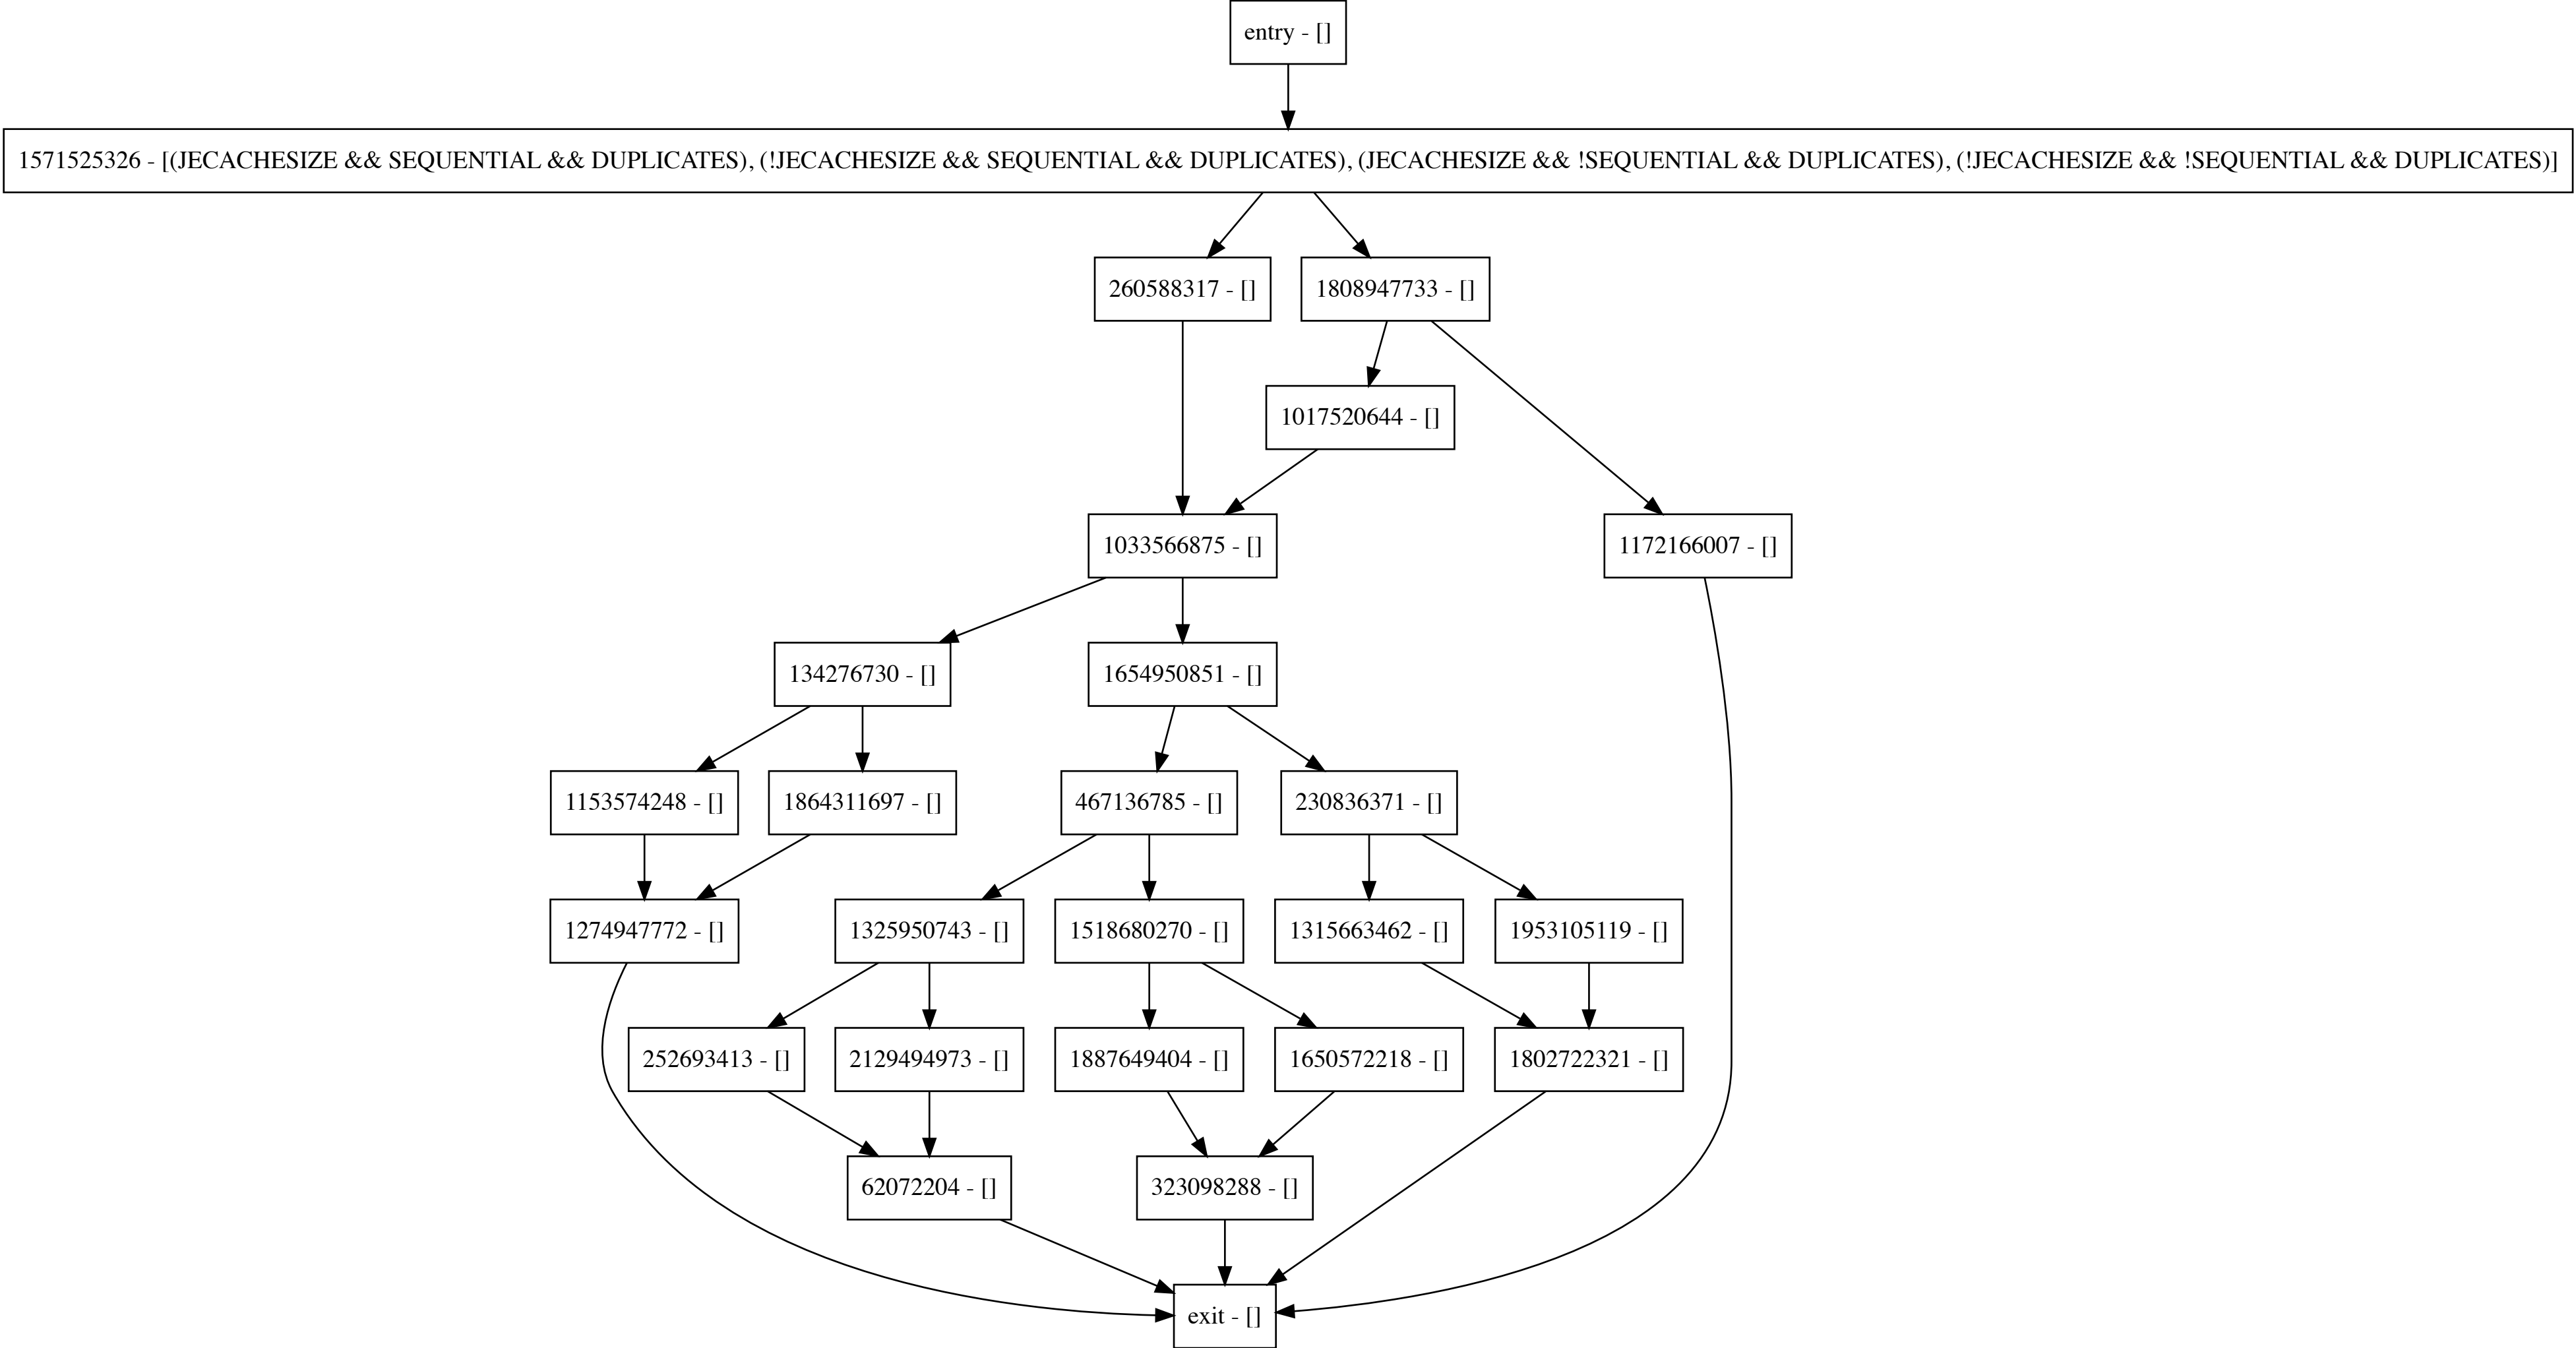 entry - []
1571525326 - [(JECACHESIZE && SEQUENTIAL && DUPLICATES), (!JECACHESIZE && SEQUENTIAL && DUPLICATES), (JECACHESIZE && !SEQUENTIAL && DUPLICATES), (!JECACHESIZE && !SEQUENTIAL && DUPLICATES)]
260588317 - []
1808947733 - []
1017520644 - []
1033566875 - []
1172166007 - []
134276730 - []
1654950851 - []
1153574248 - []
1864311697 - []
467136785 - []
230836371 - []
1274947772 - []
1325950743 - []
1518680270 - []
1315663462 - []
1953105119 - []
252693413 - []
2129494973 - []
1887649404 - []
1650572218 - []
1802722321 - []
62072204 - []
323098288 - []
exit - []